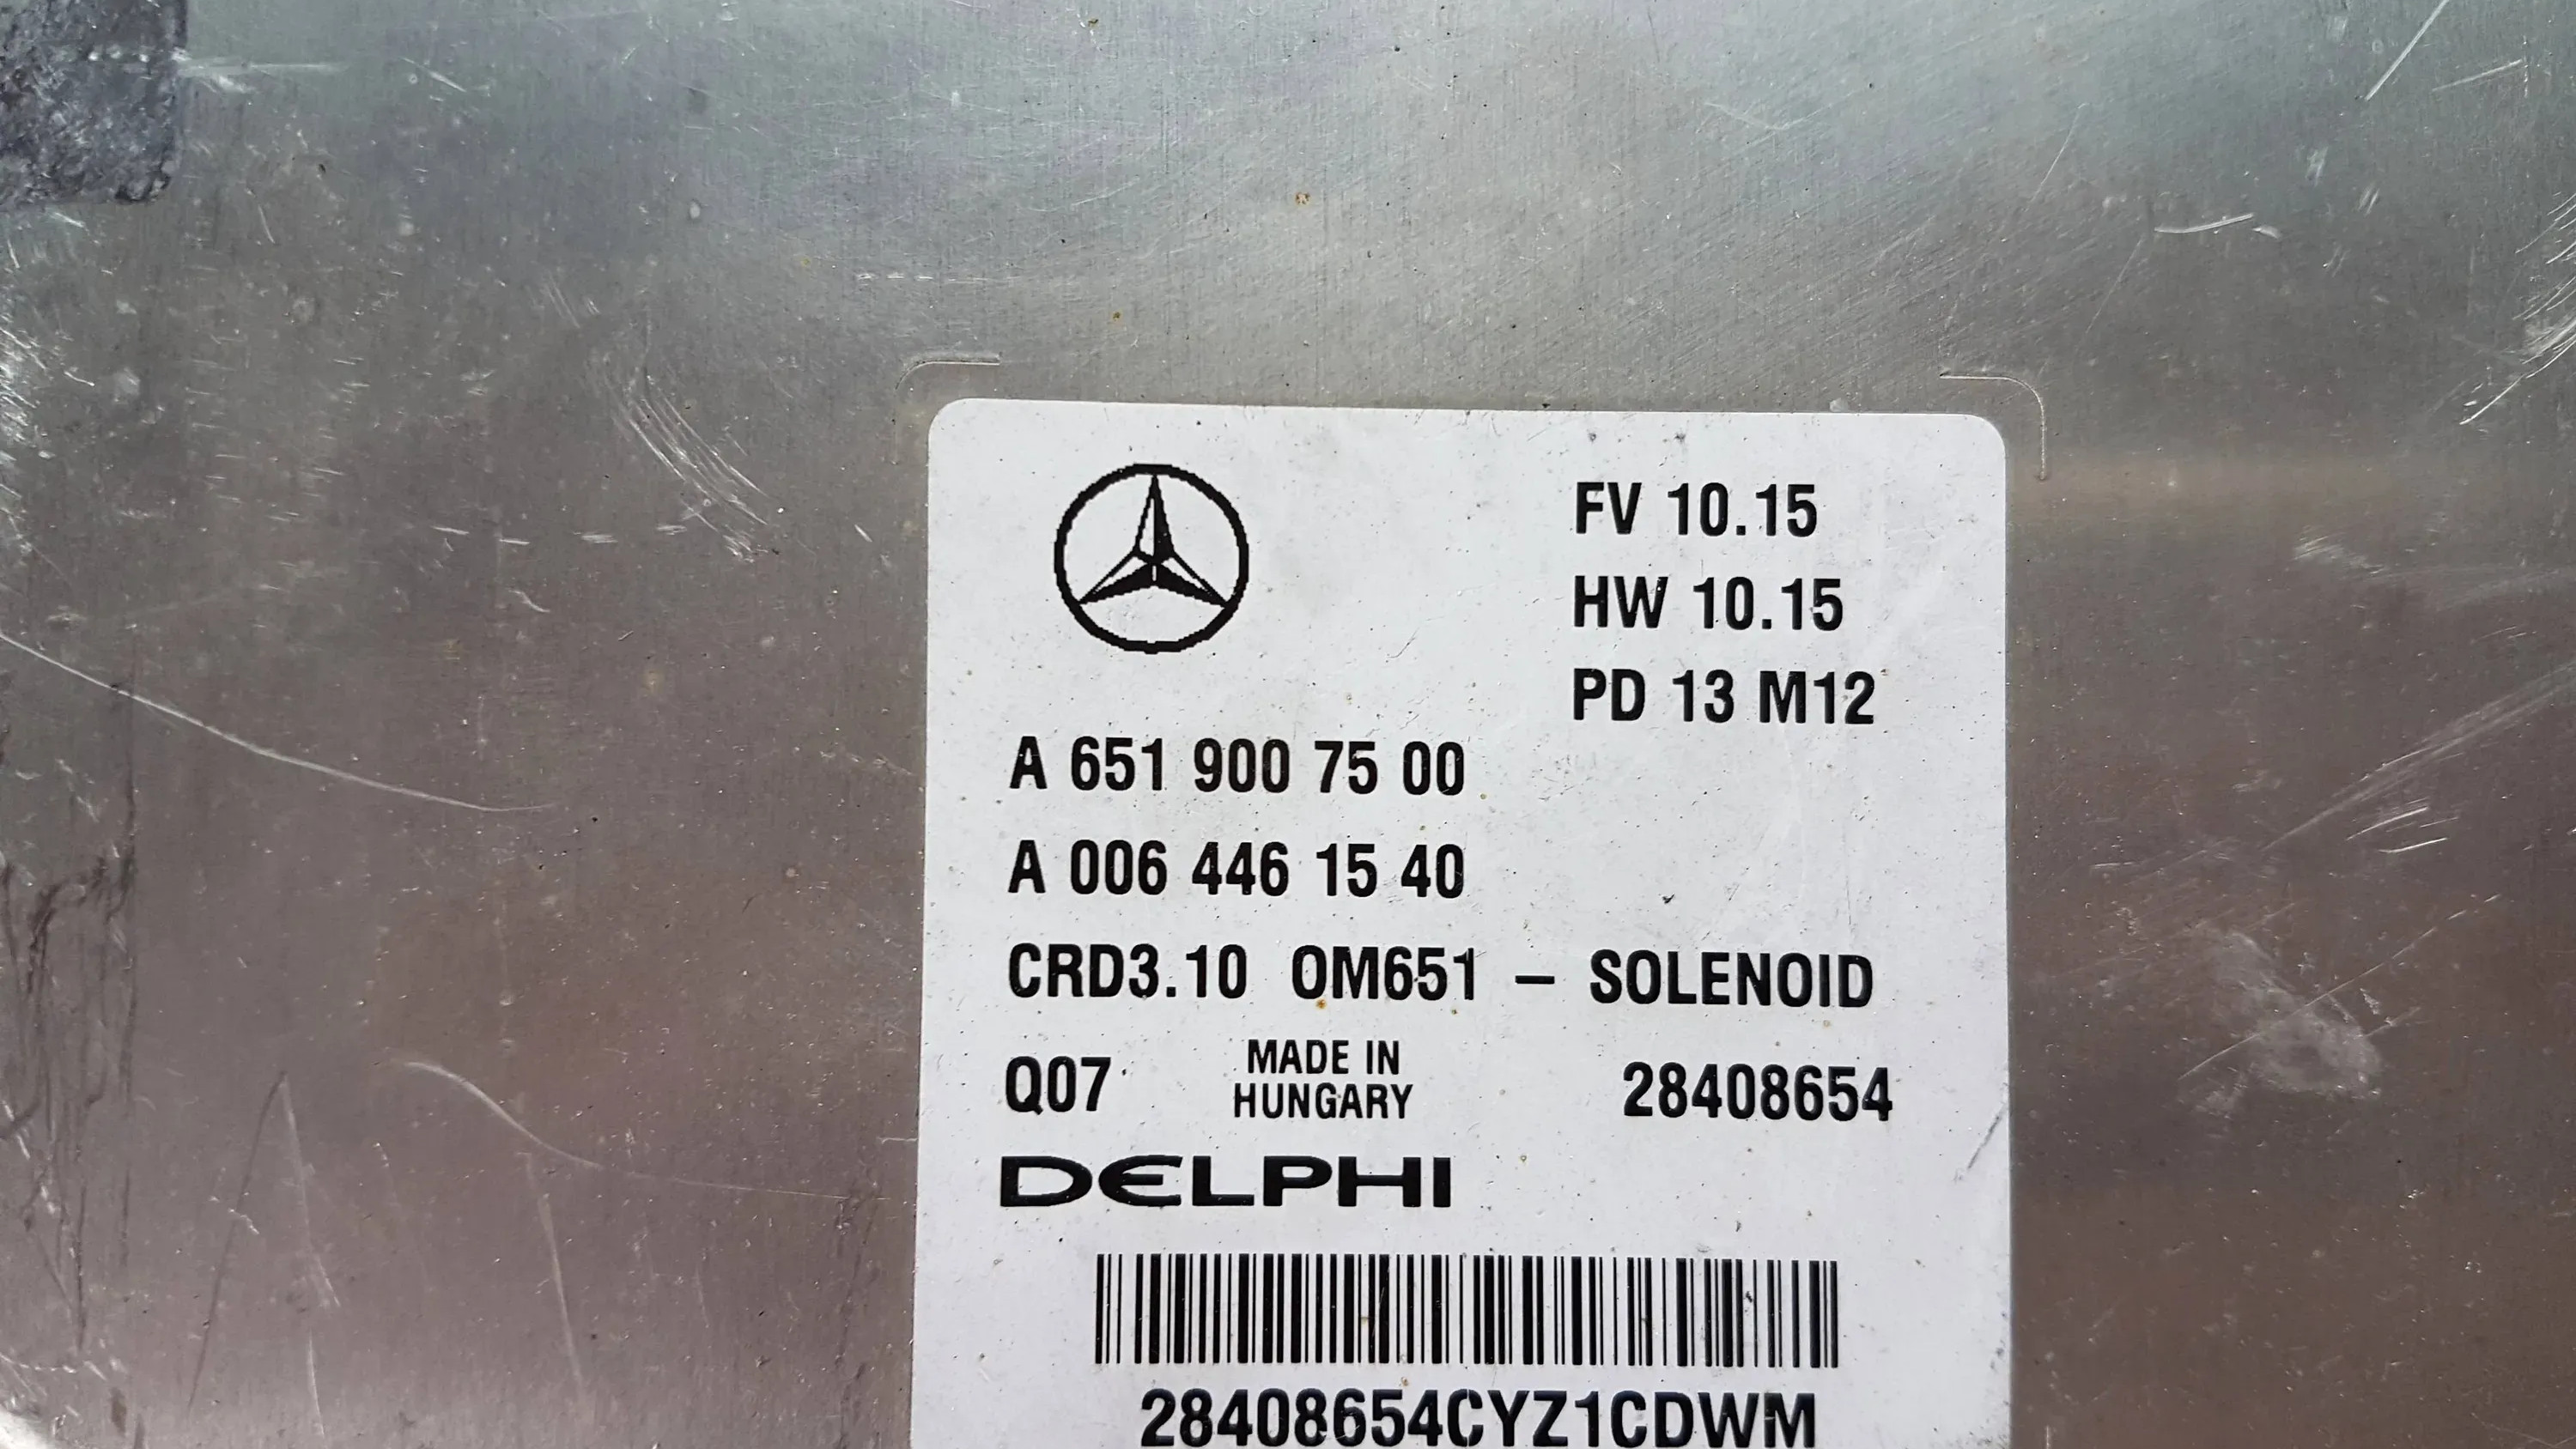 FV 10.15
HW 10.15
PD 13 M12
A 651 900 75 00
A 006 446 15 40
CRD3.10 OM651 – SOLENOID
Q07 MADE IN HUNGARY 28408654
DELPHI
28408654CYZ1CDWM